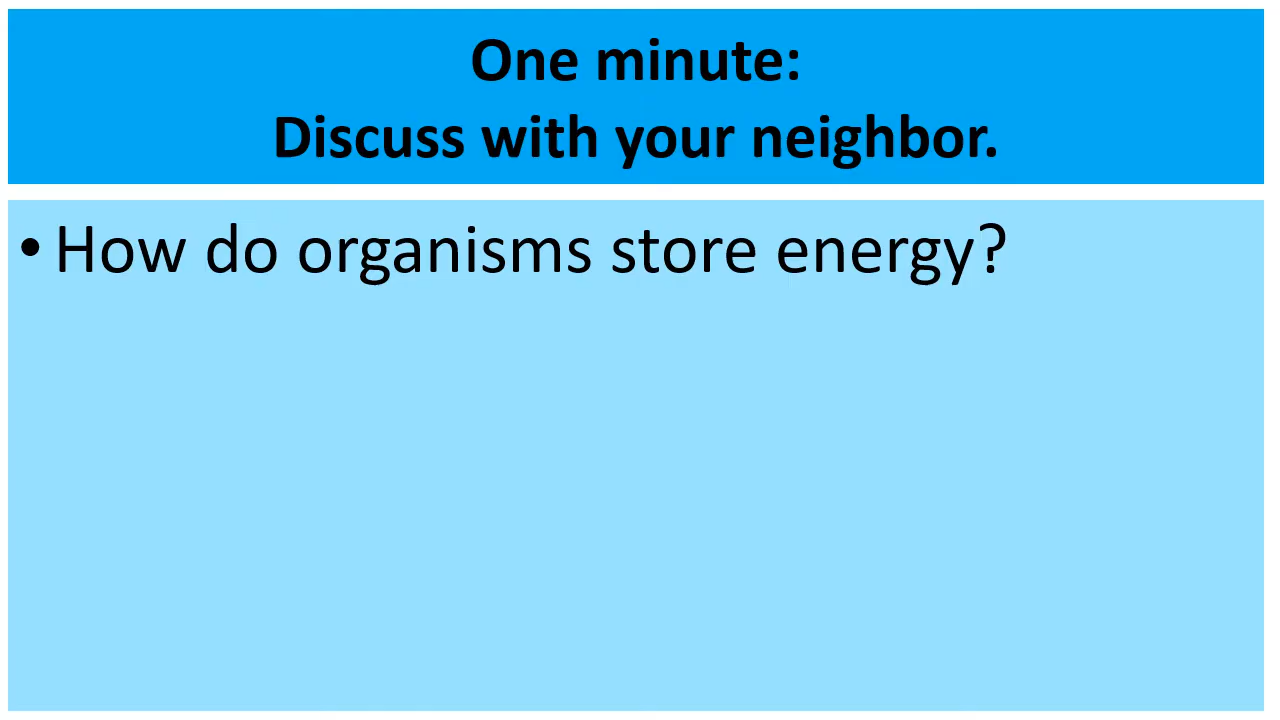 One minute:
Discuss with your neighbor.
• How do organisms store energy?